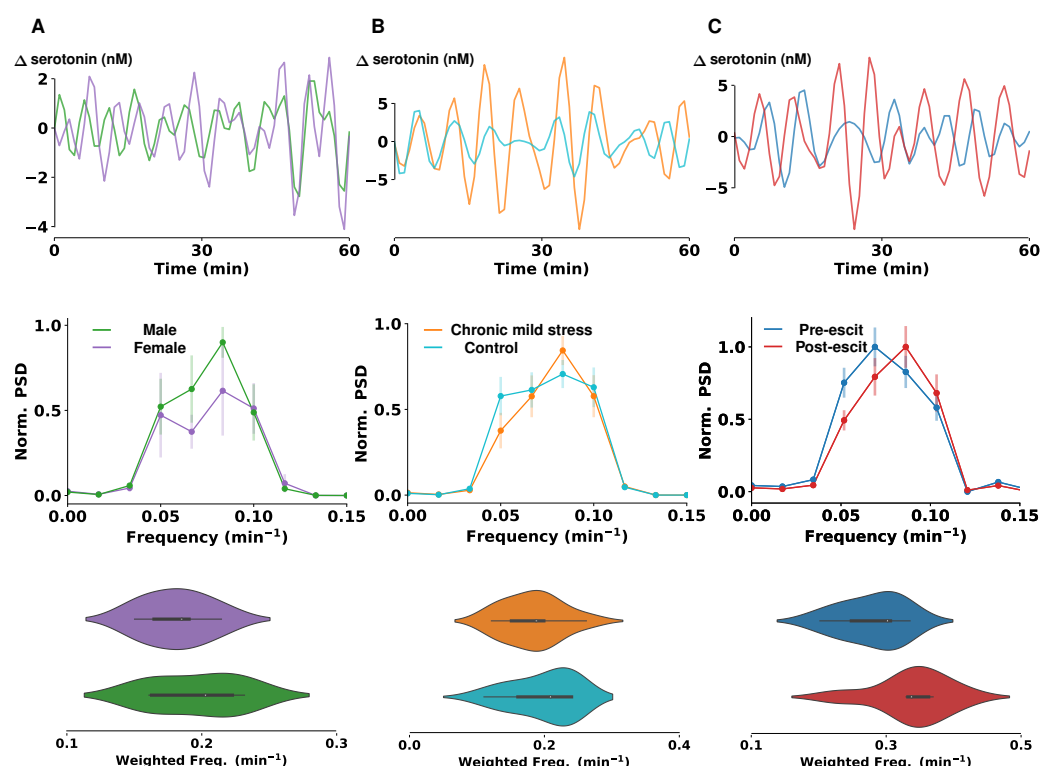 A B C
Δ serotonin (nM) Δ serotonin (nM) Δ serotonin (nM)
2
0
−2
−4
5
0
−5
5
0
−5
0 30 60 0 30 60 0 30 60
Time (min) Time (min) Time (min)
1.0
0.5
0.0
Norm. PSD
Male
Female
1.0
0.5
0.0
Norm. PSD
Chronic mild stress
Control
1.0
0.5
0.0
Norm. PSD
Pre-escit
Post-escit
0.00 0.05 0.10 0.15 0.00 0.05 0.10 0.15 0.00 0.05 0.10 0.15
Frequency (min⁻¹) Frequency (min⁻¹) Frequency (min⁻¹)
0.1 0.2 0.3 0.0 0.2 0.4 0.1 0.3 0.5
Weighted Freq. (min⁻¹) Weighted Freq. (min⁻¹) Weighted Freq. (min⁻¹)